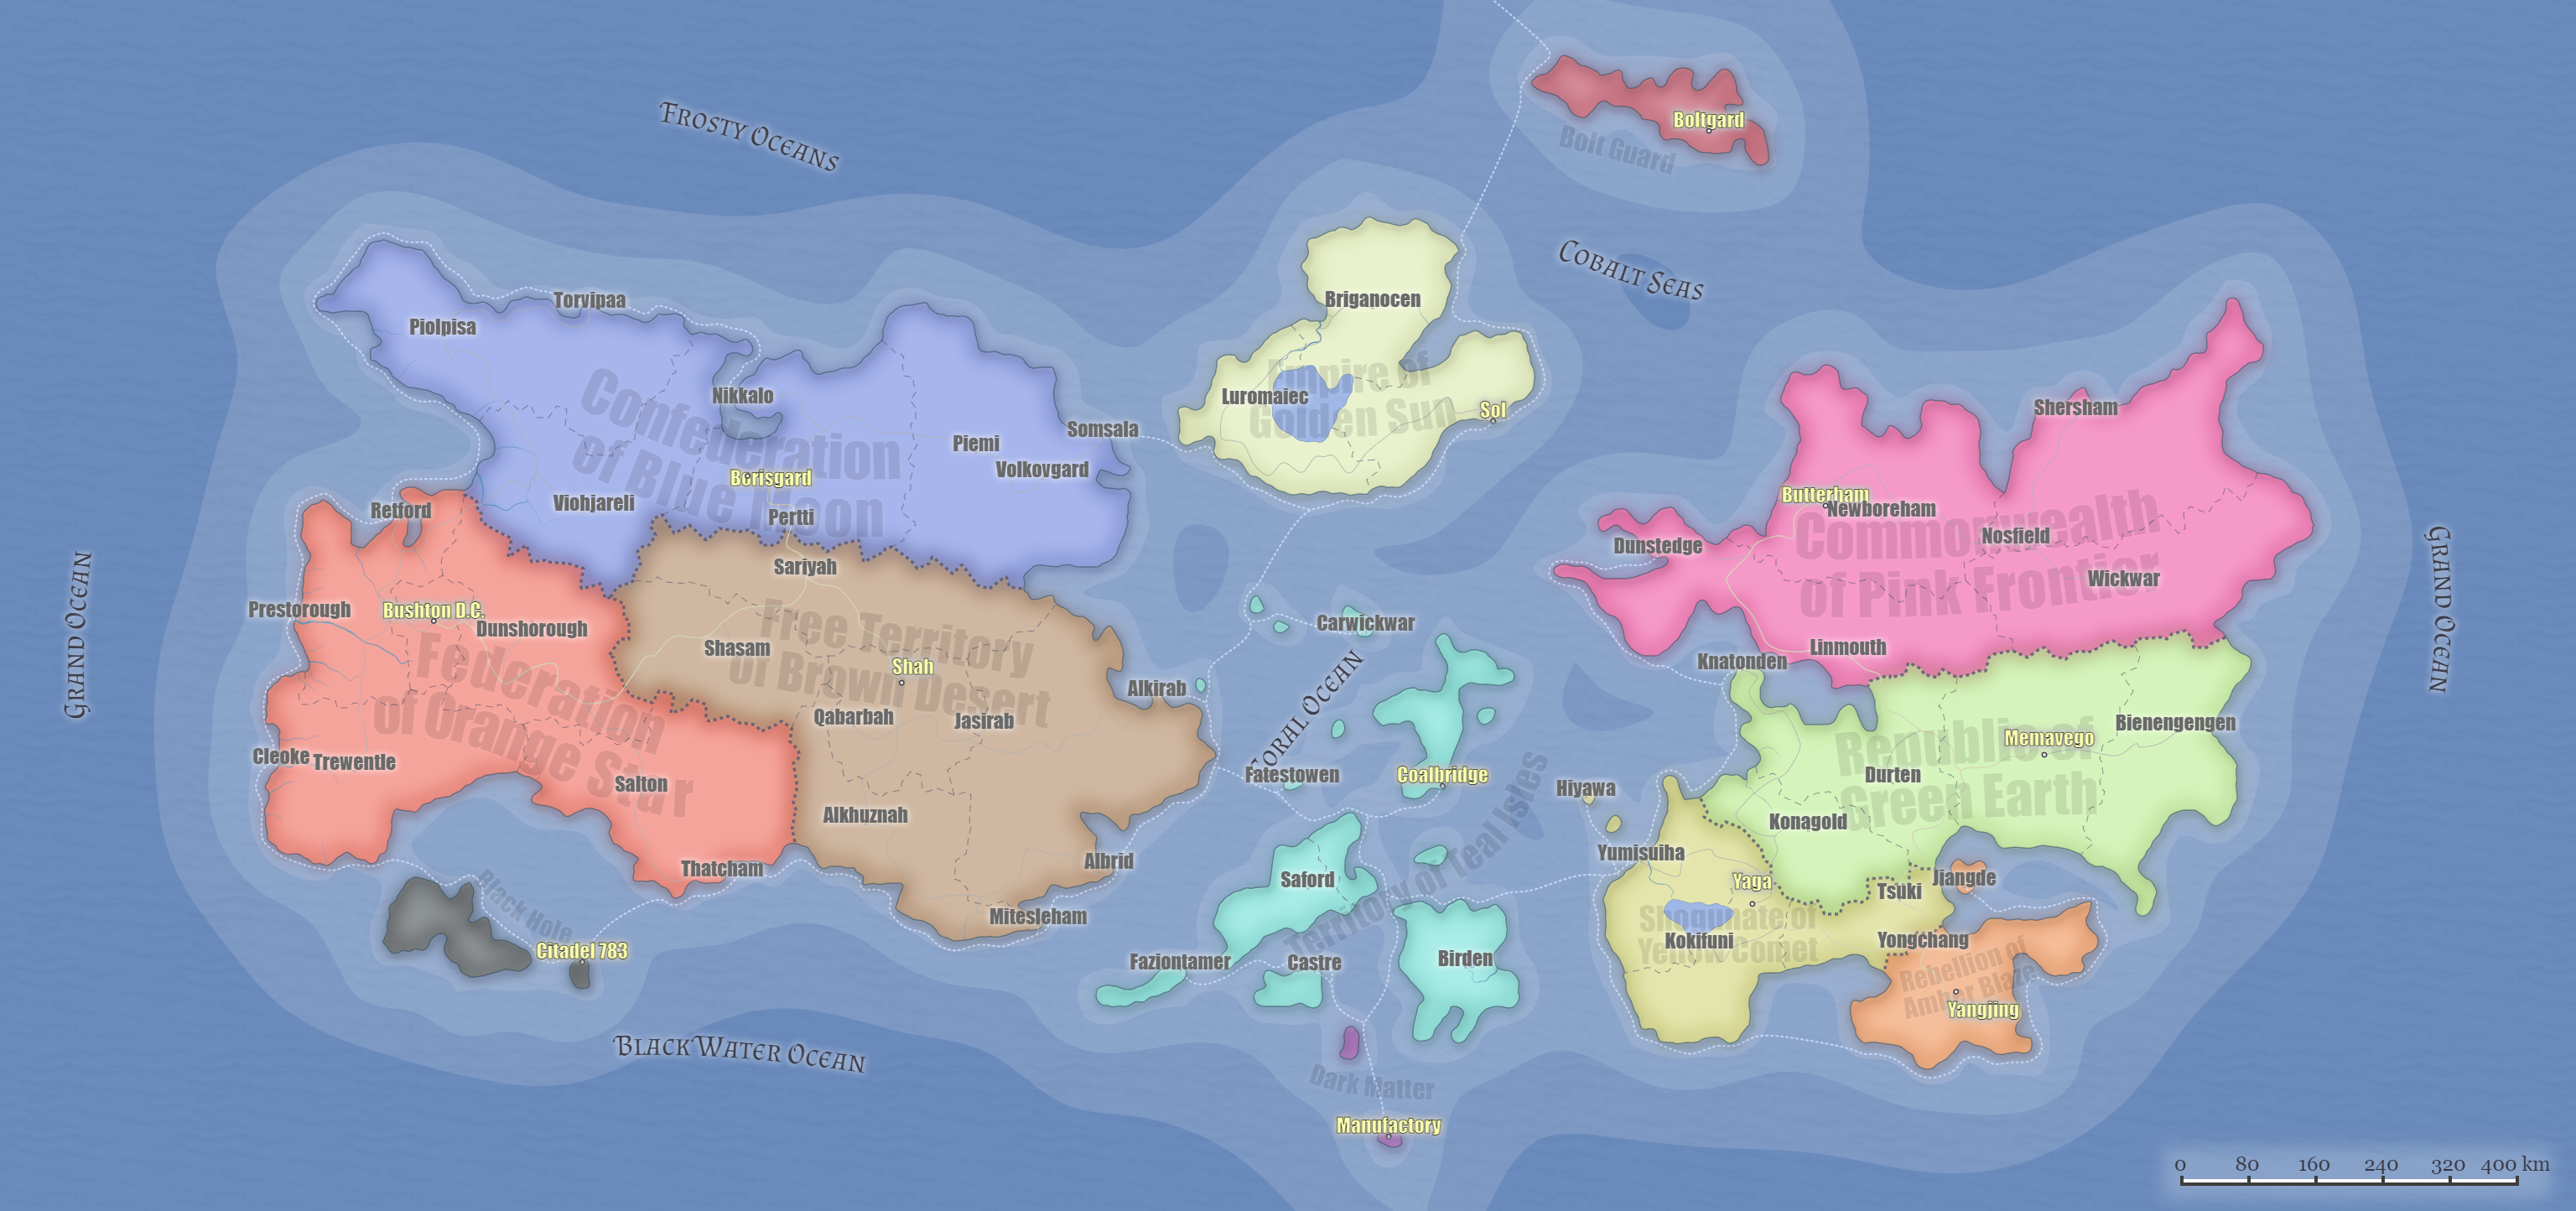 Frosty Oceans
Boltgard
Bolt Guard
Cobalt Seas
Torvipaa
Piolpisa
Nikkalo
Confederation
of Blue Moon
Somsala
Piemi
Volkovgard
Borisgard
Viohjareli
Pertti
Briganocen
Empire of
Golden Sun
Luromaiec
Sol
Shersham
Butterham
Newboreham
Commonwealth
of Pink Frontier
Nosfield
Dunstedge
Wickwar
Linmouth
Knatonden
Grand Ocean
Retford
Prestorough
Bushton D.C.
Dunshorough
Federation
of Orange Star
Cleoke
Trewentle
Salton
Thatcham
Sariyah
Free Territory
of Brown Desert
Shasam
Shah
Qabarbah
Jasirab
Alkirab
Alkhuznah
Albrid
Mitesleham
Carwickwar
Coral Ocean
Fatestowen
Coalbridge
Territory of Teal Isles
Saford
Faziontamer
Castre
Birden
Hiyawa
Yumisuiha
Yaga
Shogunate of
Yellow Comet
Kokifuni
Tsuki
Republic of
Green Earth
Memavego
Bienengengen
Durten
Konagold
Jiangde
Yongchang
Rebellion of
Amber Blaze
Yangjing
Grand Ocean
Black Hole
Citadel 783
BlackWater Ocean
Dark Matter
Manufactory
0 80 160 240 320 400 km